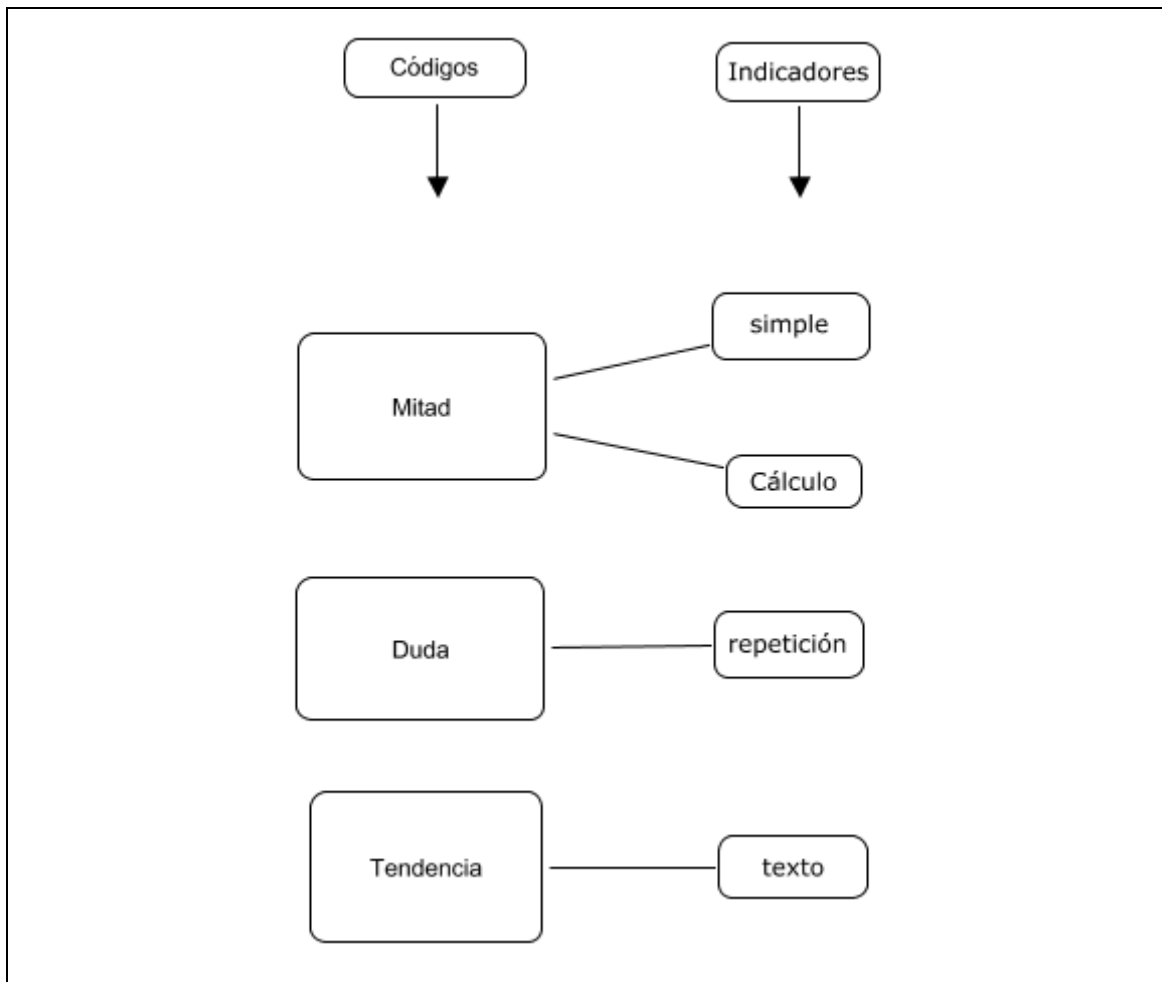 Códigos
Indicadores
simple
Mitad
Cálculo
Duda
repetición
Tendencia
texto